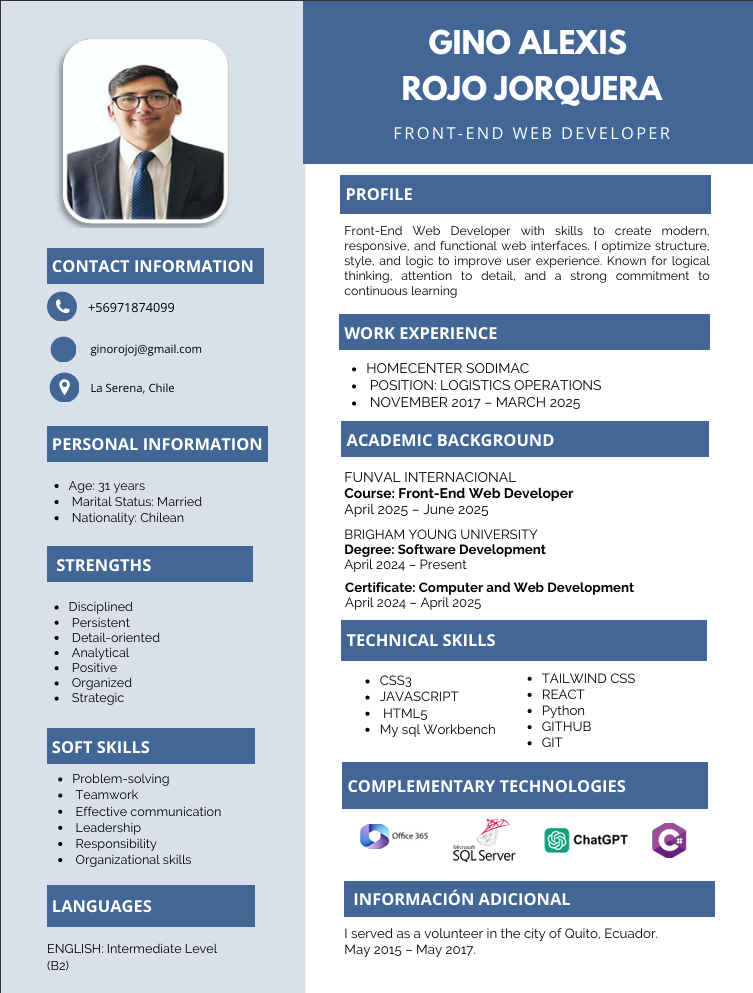 GINO ALEXIS
ROJO JORQUERA
FRONT-END WEB DEVELOPER
CONTACT INFORMATION
+56971874099
ginorojoj@gmail.com
La Serena, Chile
PERSONAL INFORMATION
• Age: 31 years
• Marital Status: Married
• Nationality: Chilean
STRENGTHS
• Disciplined
• Persistent
• Detail-oriented
• Analytical
• Positive
• Organized
• Strategic
SOFT SKILLS
• Problem-solving
• Teamwork
• Effective communication
• Leadership
• Responsibility
• Organizational skills
LANGUAGES
ENGLISH: Intermediate Level
(B2)
PROFILE
Front-End Web Developer with skills to create modern,
responsive, and functional web interfaces. I optimize structure,
style, and logic to improve user experience. Known for logical
thinking, attention to detail, and a strong commitment to
continuous learning
WORK EXPERIENCE
• HOMECENTER SODIMAC
• POSITION: LOGISTICS OPERATIONS
• NOVEMBER 2017 – MARCH 2025
ACADEMIC BACKGROUND
FUNVAL INTERNACIONAL
Course: Front-End Web Developer
April 2025 – June 2025
BRIGHAM YOUNG UNIVERSITY
Degree: Software Development
April 2024 – Present
Certificate: Computer and Web Development
April 2024 – April 2025
TECHNICAL SKILLS
• CSS3
• JAVASCRIPT
• HTML5
• My sql Workbench
• TAILWIND CSS
• REACT
• Python
• GITHUB
• GIT
COMPLEMENTARY TECHNOLOGIES
Office 365
Microsoft
SQL Server
ChatGPT
C#
INFORMACIÓN ADICIONAL
I served as a volunteer in the city of Quito, Ecuador.
May 2015 – May 2017.